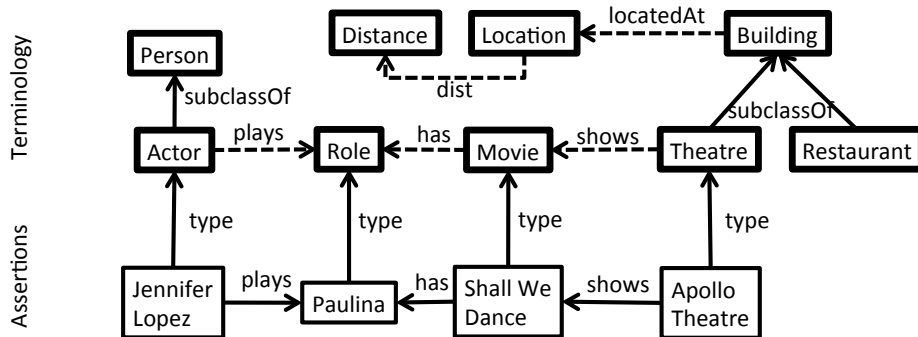 Terminology
Assertions
locatedAt
Person
Distance
Location
Building
dist
subclassOf
subclassOf
Actor
plays
Role
has
Movie
shows
Theatre
Restaurant
type
type
type
type
Jennifer
Lopez
plays
Paulina
has
Shall We
Dance
shows
Apollo
Theatre